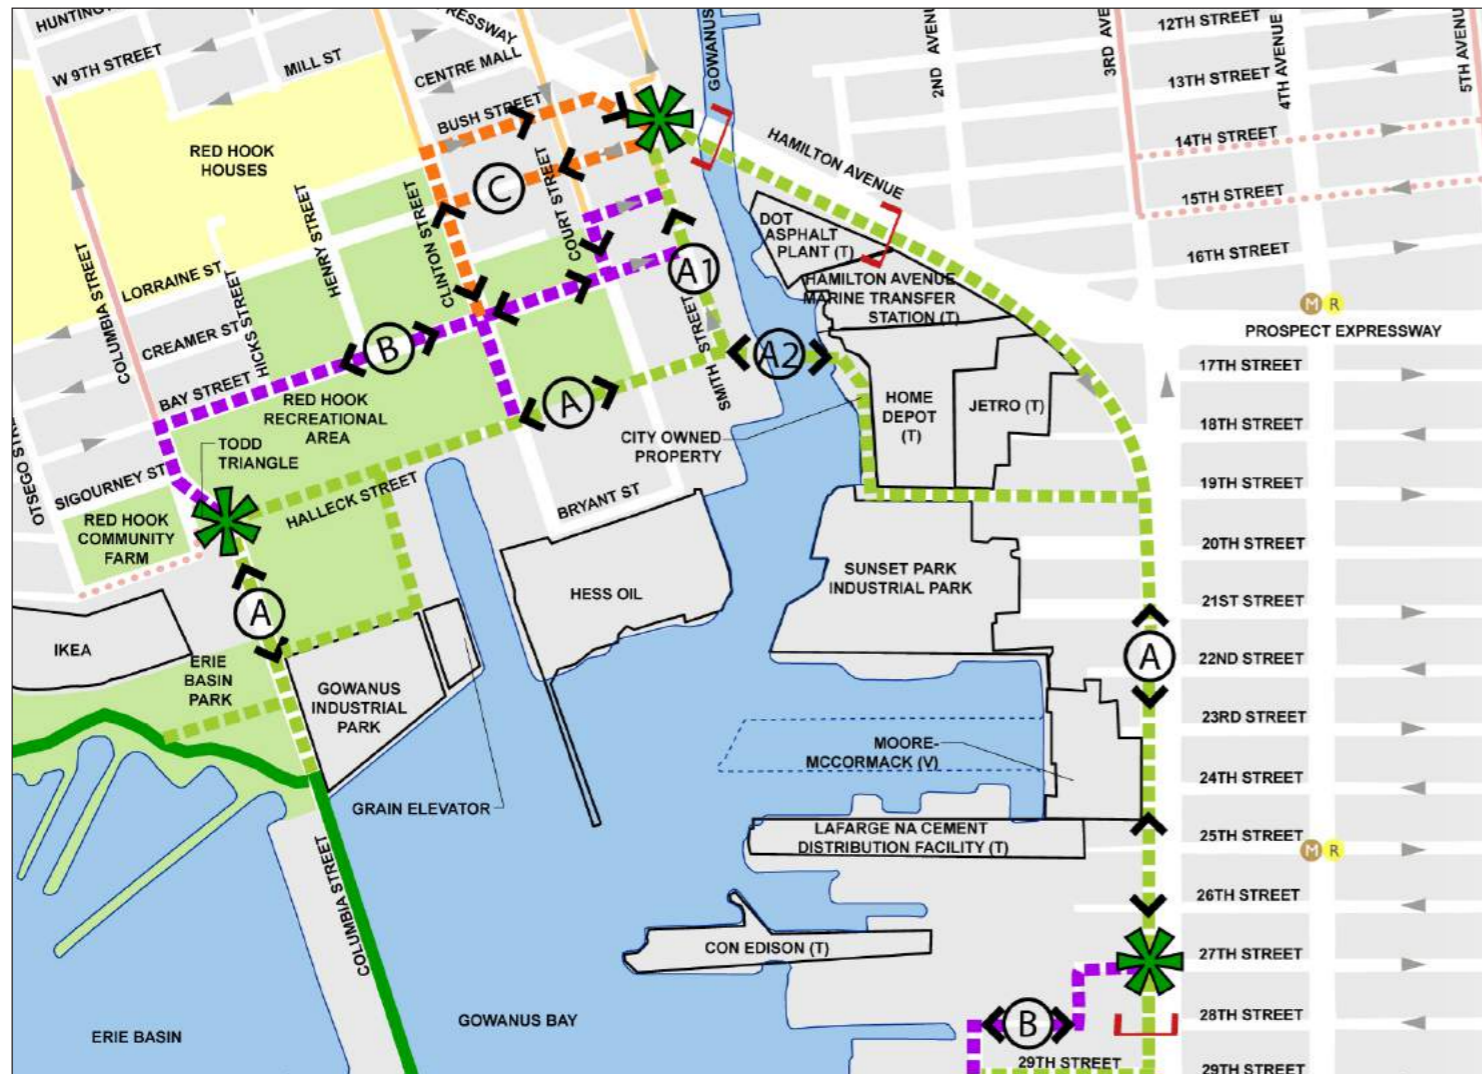 HUNTING
W 9TH STREET
MILL ST
PRESSWAY
CENTRE MALL
BUSH STREET
GOWANUS
2ND AVENU
3RD AVE
12TH STREET
4TH AVENUE
5TH AVENU
13TH STREET
14TH STREET
15TH STREET
16TH STREET
RED HOOK
HOUSES
C
HAMILTON AVENUE
DOT
ASPHALT
PLANT (T)
HAMILTON AVENUE
MARINE TRANSFER
STATION (T)
COLUMBIA STREET
LORRAINE ST
HICKS STREET
HENRY STREET
CLINTON STREET
COURT STREET
A1
SMITH STREET
A2
CREAMER ST
BAY STREET
B
A
M R
PROSPECT EXPRESSWAY
17TH STREET
18TH STREET
19TH STREET
20TH STREET
21ST STREET
22ND STREET
23RD STREET
24TH STREET
25TH STREET
M R
26TH STREET
27TH STREET
28TH STREET
29TH STREET
HOME
DEPOT
(T)
JETRO (T)
CITY OWNED
PROPERTY
RED HOOK
RECREATIONAL
AREA
TODD
TRIANGLE
OTSEGO STR
SIGOURNEY ST
HALLECK STREET
BRYANT ST
RED HOOK
COMMUNITY
FARM
A
IKEA
ERIE
BASIN
PARK
GOWANUS
INDUSTRIAL
PARK
GRAIN ELEVATOR
HESS OIL
SUNSET PARK
INDUSTRIAL PARK
A
MOORE-
MCCORMACK (V)
LAFARGE NA CEMENT
DISTRIBUTION FACILITY (T)
CON EDISON (T)
COLUMBIA STREET
ERIE BASIN
GOWANUS BAY
B
29TH STREET